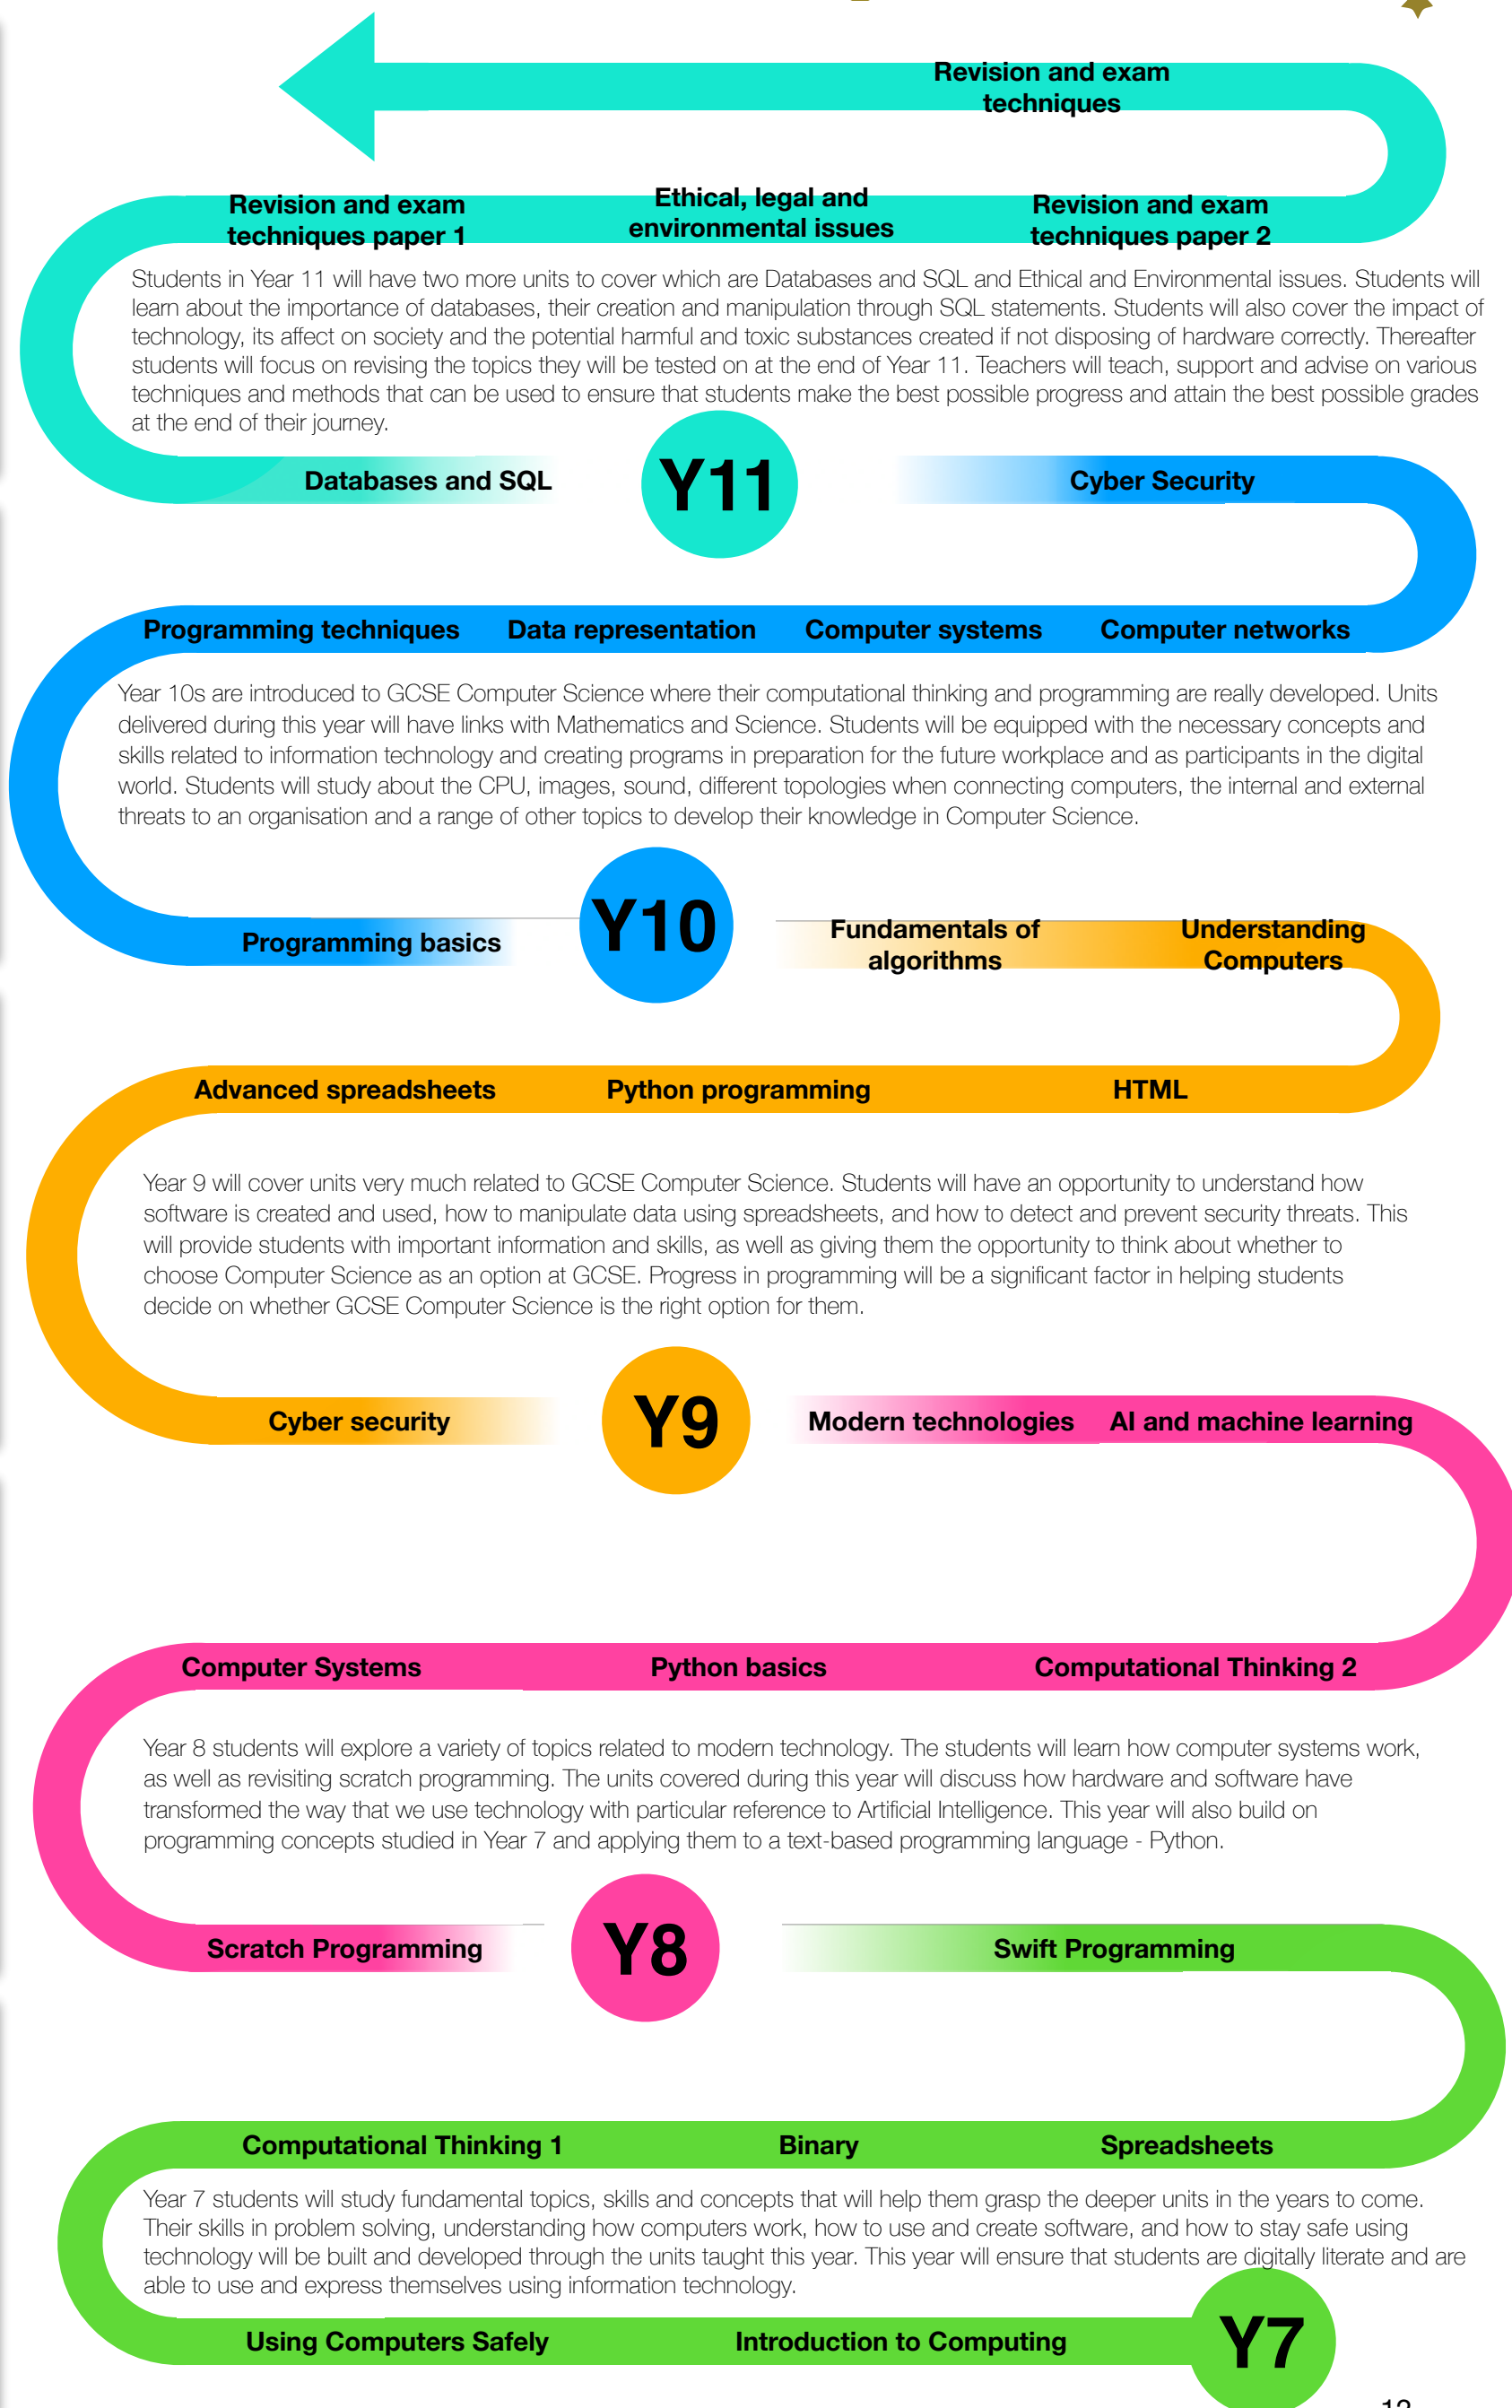 Revision and exam
techniques
Revision and exam
techniques paper 1
Ethical, legal and
environmental issues
Revision and exam
techniques paper 2
Students in Year 11 will have two more units to cover which are Databases and SQL and Ethical and Environmental issues. Students will
learn about the importance of databases, their creation and manipulation through SQL statements. Students will also cover the impact of
technology, its affect on society and the potential harmful and toxic substances created if not disposing of hardware correctly. Thereafter
students will focus on revising the topics they will be tested on at the end of Year 11. Teachers will teach, support and advise on various
techniques and methods that can be used to ensure that students make the best possible progress and attain the best possible grades
at the end of their journey.
Databases and SQL
Y11
Cyber Security
Programming techniques
Data representation
Computer systems
Computer networks
Year 10s are introduced to GCSE Computer Science where their computational thinking and programming are really developed. Units
delivered during this year will have links with Mathematics and Science. Students will be equipped with the necessary concepts and
skills related to information technology and creating programs in preparation for the future workplace and as participants in the digital
world. Students will study about the CPU, images, sound, different topologies when connecting computers, the internal and external
threats to an organisation and a range of other topics to develop their knowledge in Computer Science.
Programming basics
Y10
Fundamentals of
algorithms
Understanding
Computers
Advanced spreadsheets
Python programming
HTML
Year 9 will cover units very much related to GCSE Computer Science. Students will have an opportunity to understand how
software is created and used, how to manipulate data using spreadsheets, and how to detect and prevent security threats. This
will provide students with important information and skills, as well as giving them the opportunity to think about whether to
choose Computer Science as an option at GCSE. Progress in programming will be a significant factor in helping students
decide on whether GCSE Computer Science is the right option for them.
Cyber security
Y9
Modern technologies
AI and machine learning
Computer Systems
Python basics
Computational Thinking 2
Year 8 students will explore a variety of topics related to modern technology. The students will learn how computer systems work,
as well as revisiting scratch programming. The units covered during this year will discuss how hardware and software have
transformed the way that we use technology with particular reference to Artificial Intelligence. This year will also build on
programming concepts studied in Year 7 and applying them to a text-based programming language - Python.
Scratch Programming
Y8
Swift Programming
Computational Thinking 1
Binary
Spreadsheets
Year 7 students will study fundamental topics, skills and concepts that will help them grasp the deeper units in the years to come.
Their skills in problem solving, understanding how computers work, how to use and create software, and how to stay safe using
technology will be built and developed through the units taught this year. This year will ensure that students are digitally literate and are
able to use and express themselves using information technology.
Using Computers Safely
Introduction to Computing
Y7